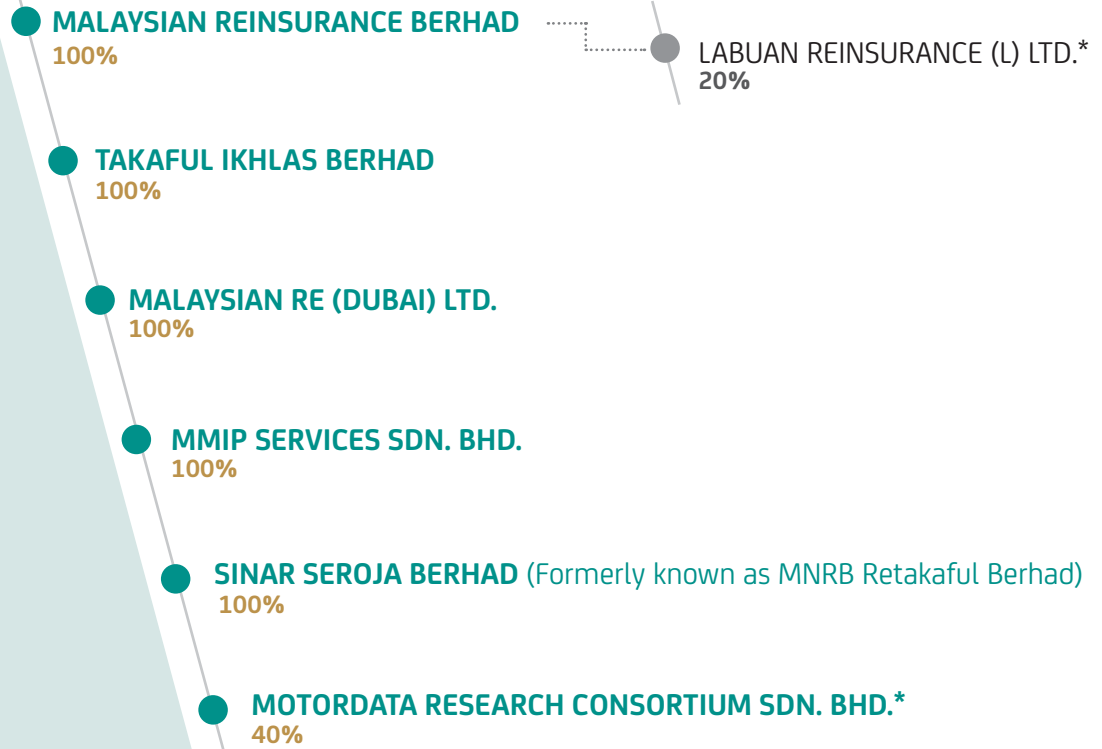 MALAYSIAN REINSURANCE BERHAD
100%
LABUAN REINSURANCE (L) LTD.*
20%
TAKAFUL IKHLAS BERHAD
100%
MALAYSIAN RE (DUBAI) LTD.
100%
MMIP SERVICES SDN. BHD.
100%
SINAR SEROJA BERHAD (Formerly known as MNRB Retakaful Berhad)
100%
MOTORDATA RESEARCH CONSORTIUM SDN. BHD.*
40%